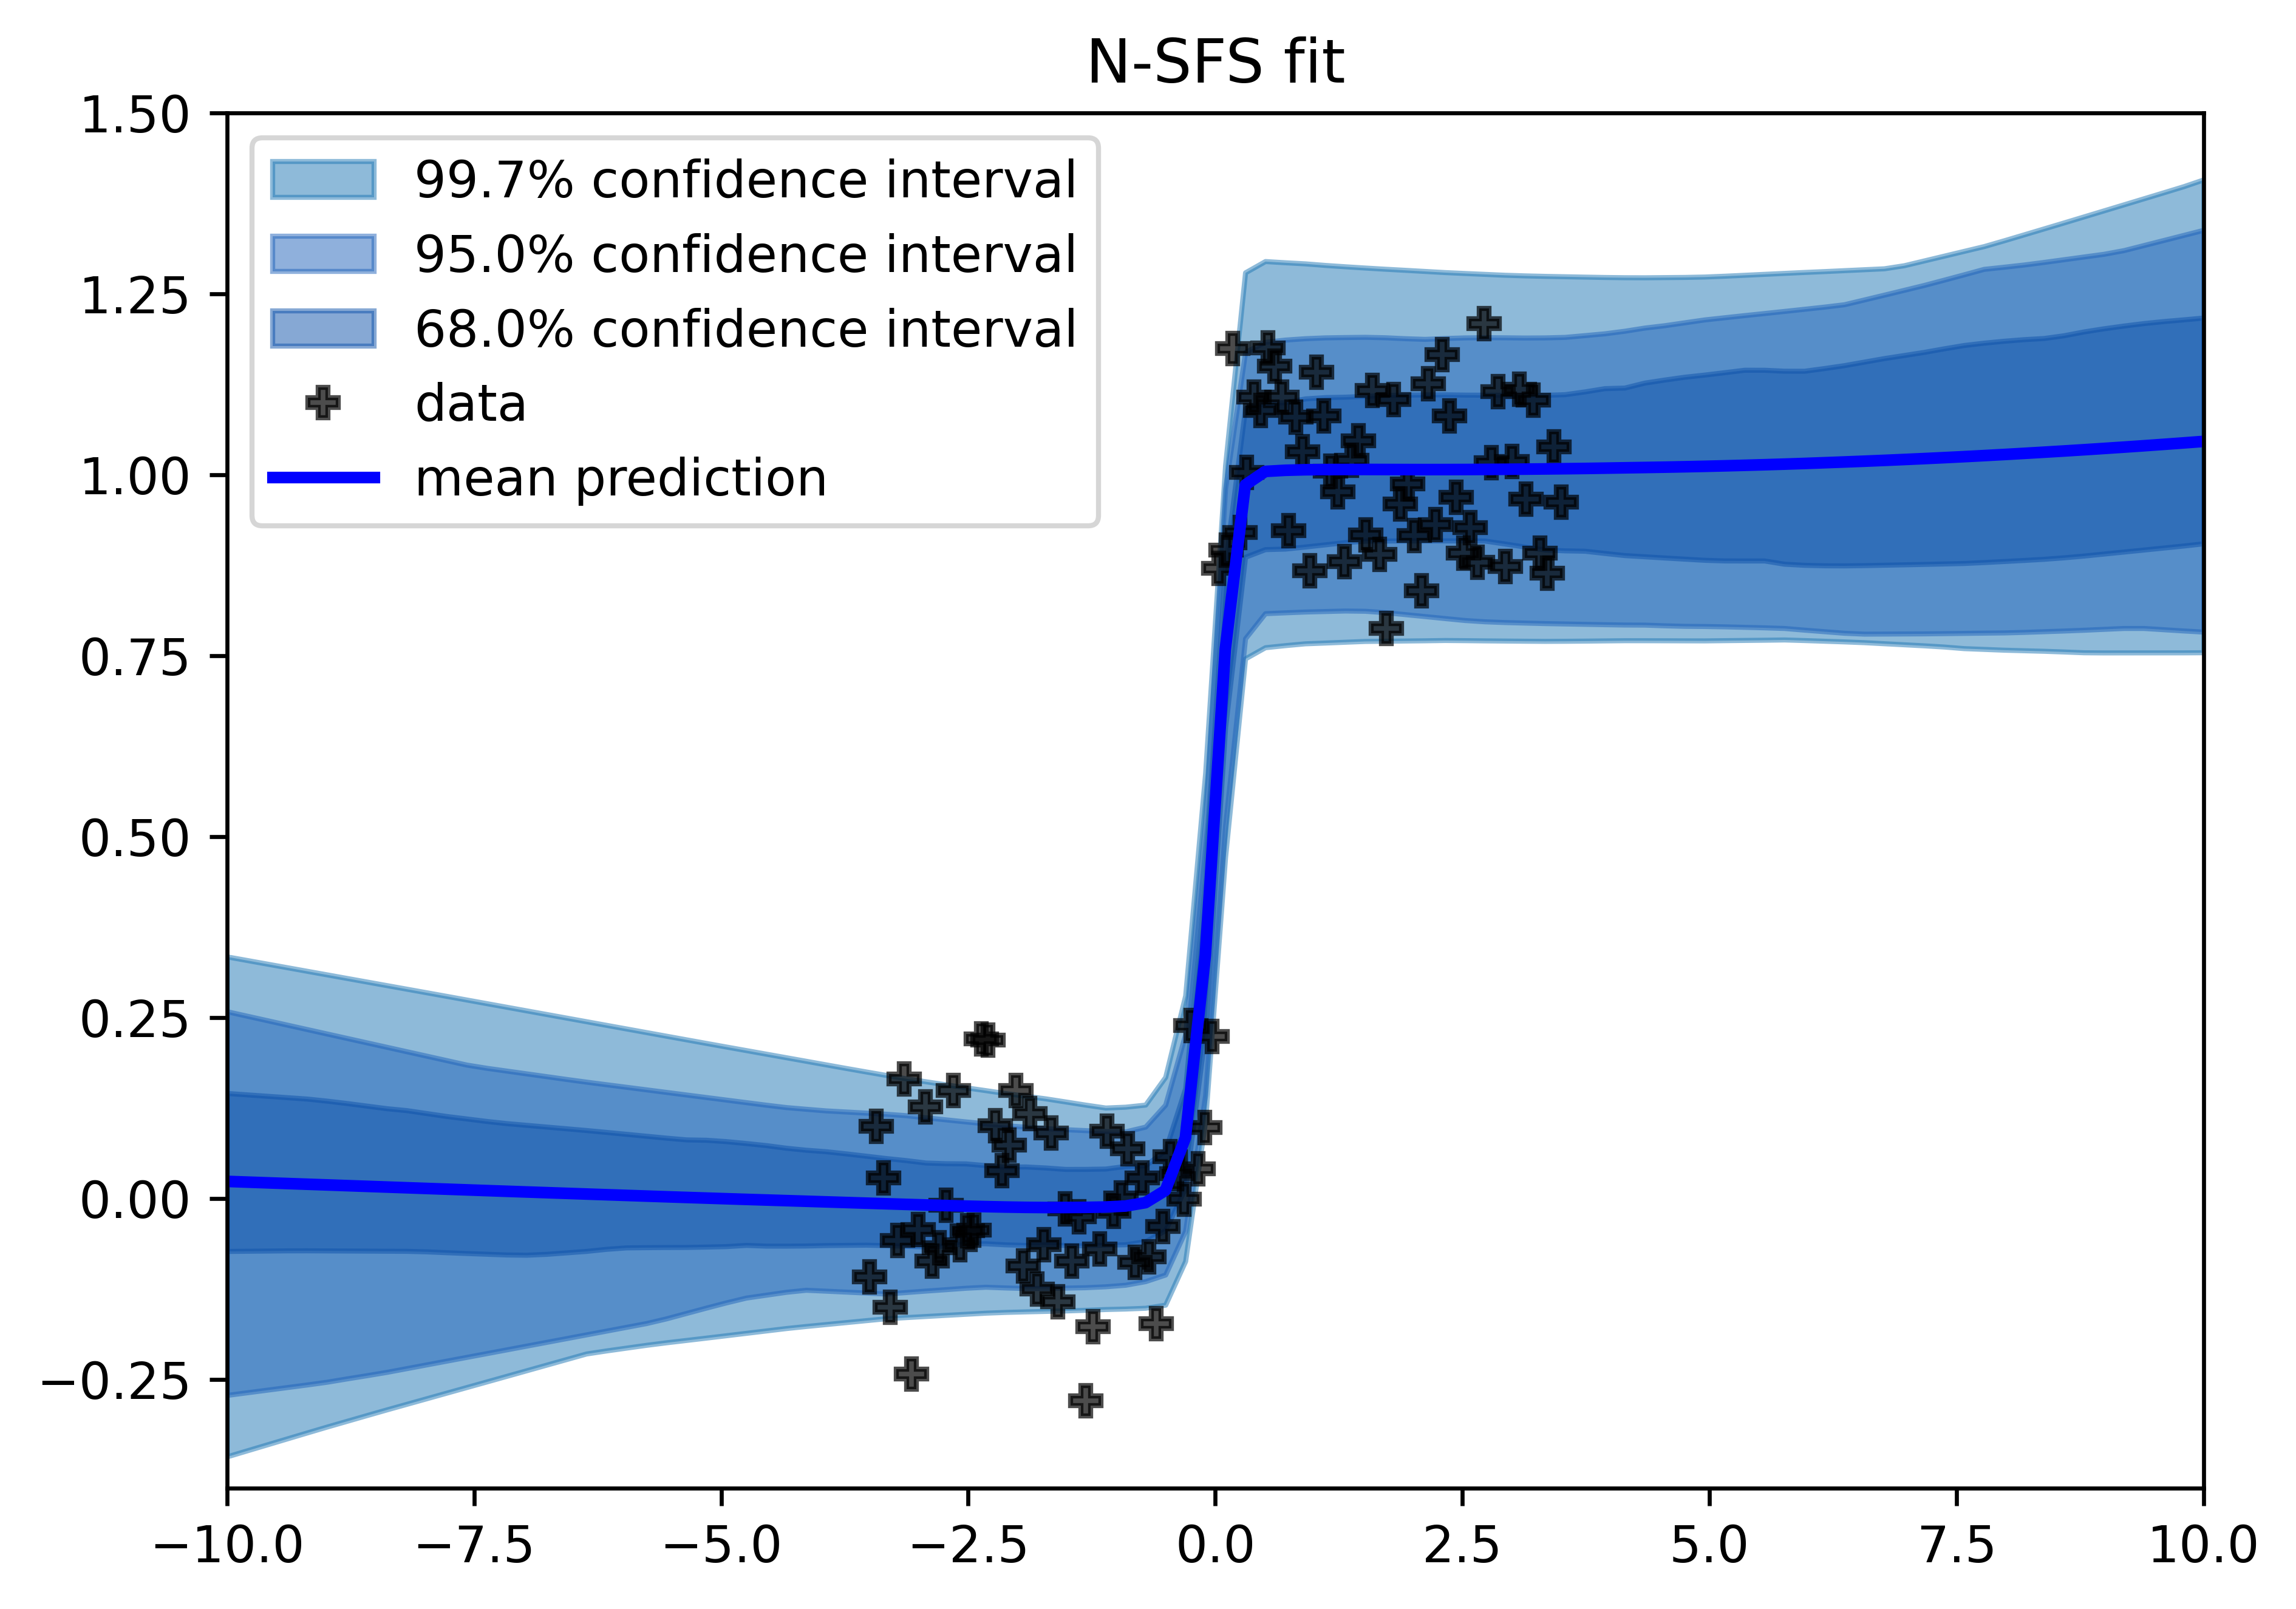 N-SFS fit
1.50
1.25
1.00
0.75
0.50
0.25
0.00
−0.25
99.7% confidence interval
95.0% confidence interval
68.0% confidence interval
data
mean prediction
−10.0 −7.5 −5.0 −2.5 0.0 2.5 5.0 7.5 10.0